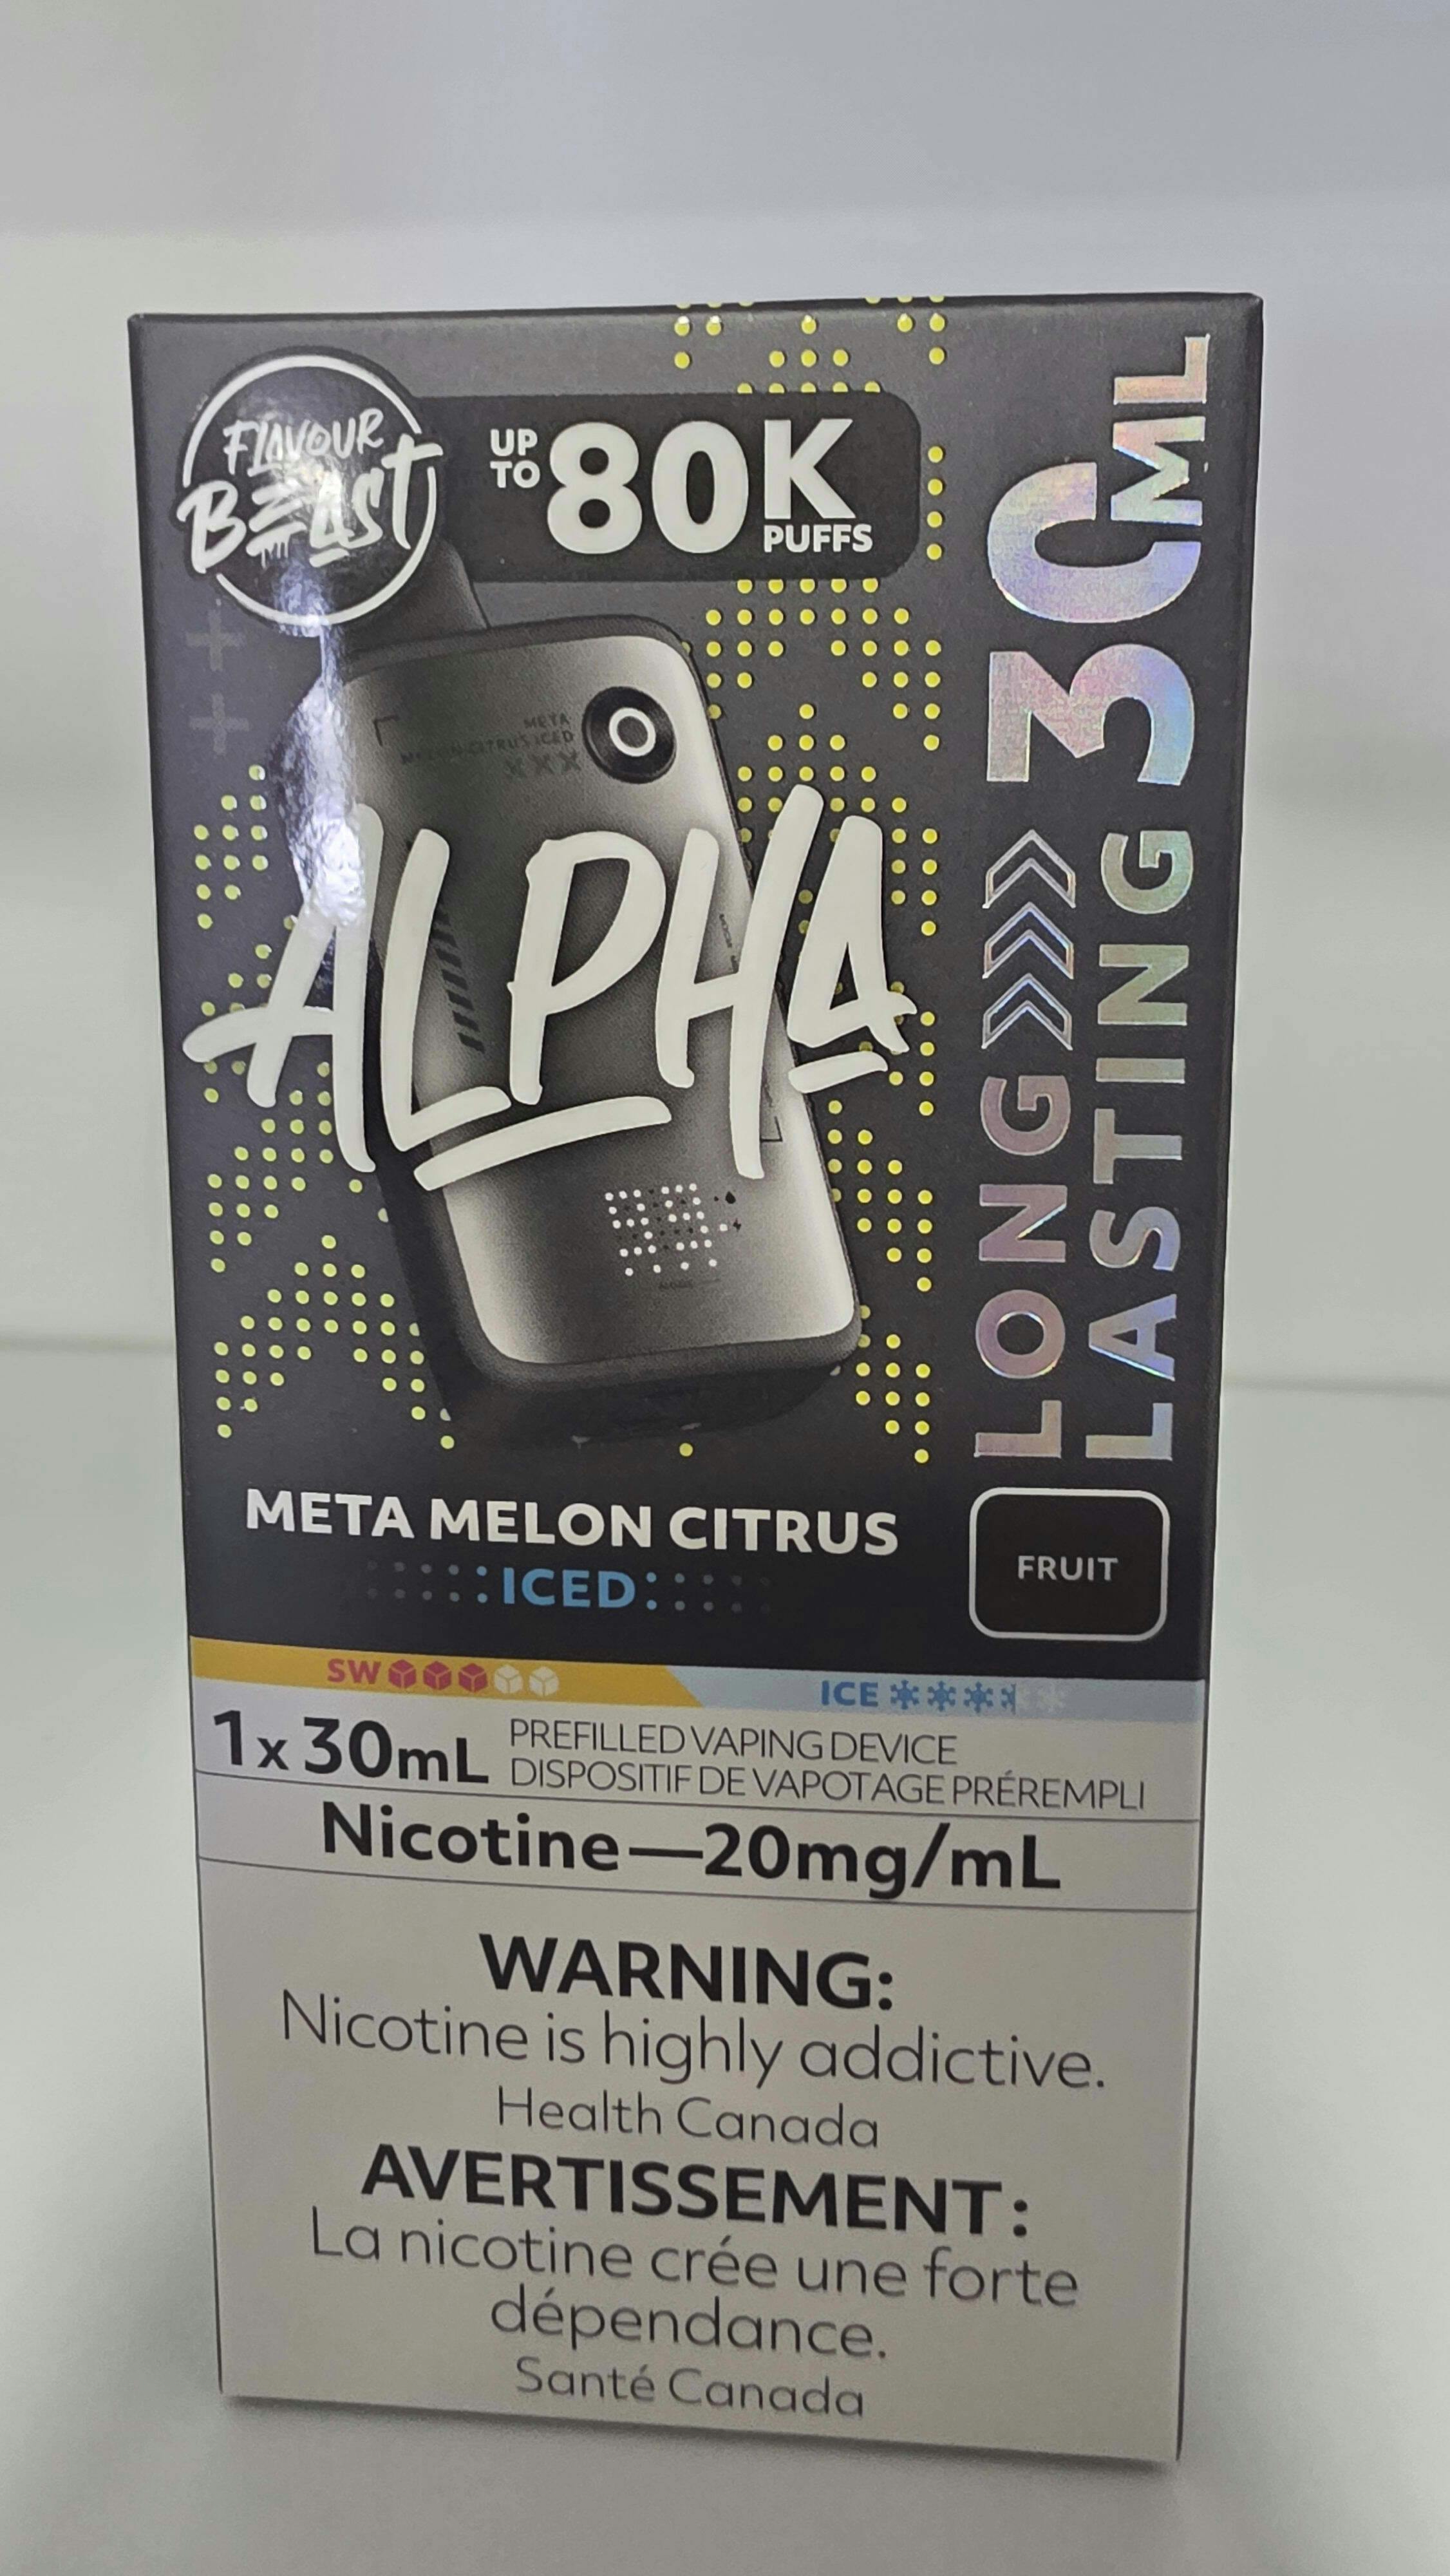 FLAVOUR
BEAST
UP
TO
80K
PUFFS
META
MELON CITRUS ICED
XXX
ALPHA
LONG
LASTING 30ML
META MELON CITRUS
ICED
FRUIT
SW
ICE
1x30mL
PREFILLED VAPING DEVICE
DISPOSITIF DE VAPOTAGE PRÉREMPLI
Nicotine—20mg/mL
WARNING:
Nicotine is highly addictive.
Health Canada
AVERTISSEMENT:
La nicotine crée une forte
dépendance.
Santé Canada